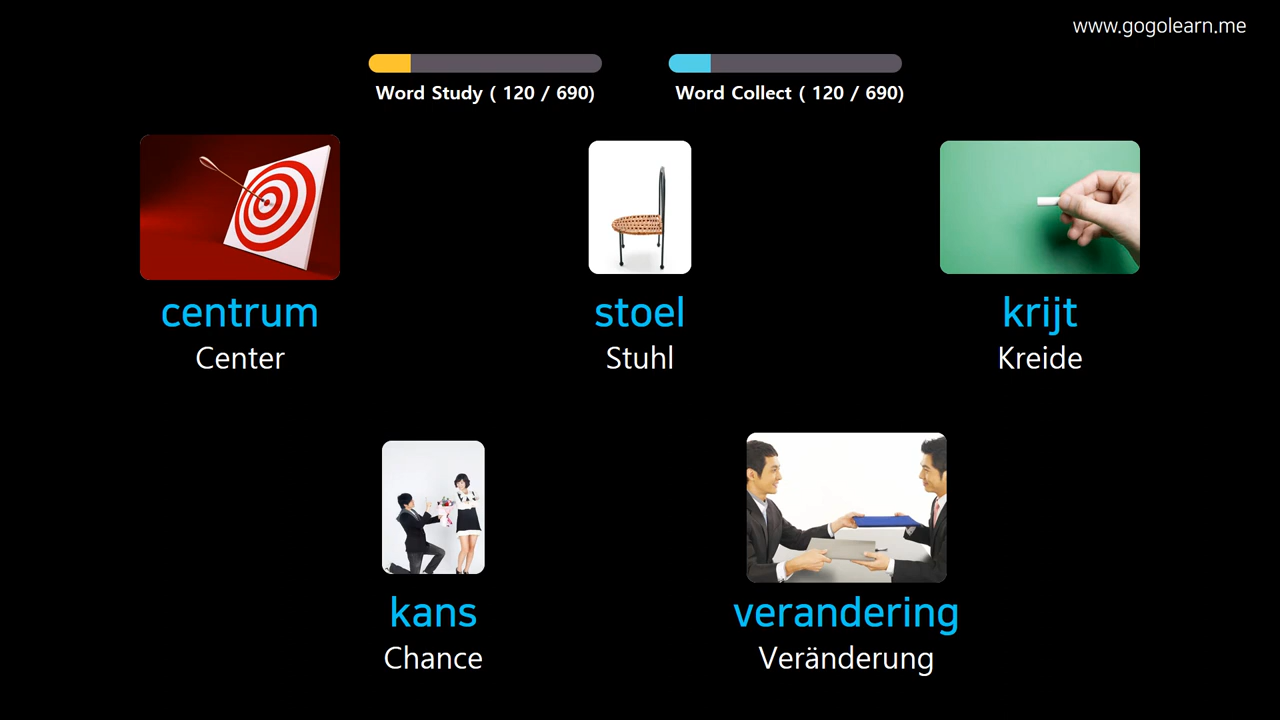 www.gogolearn.me
Word Study ( 120 / 690)
Word Collect ( 120 / 690)
centrum
Center
stoel
Stuhl
krijt
Kreide
kans
Chance
verandering
Veränderung